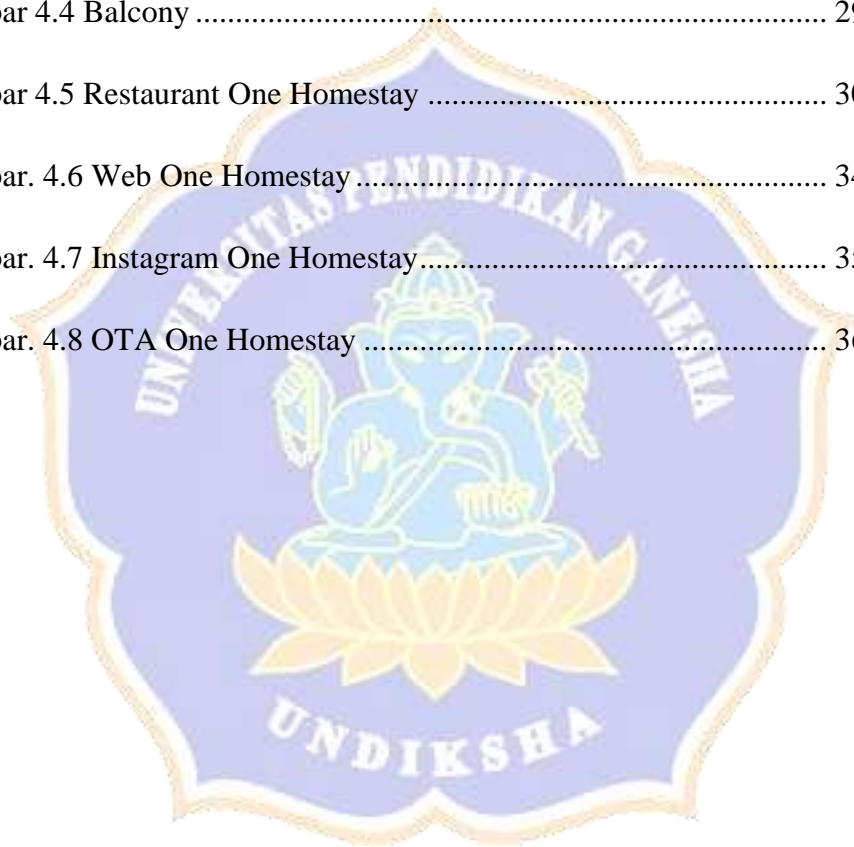 bar 4.4 Balcony ........................................................................... 29
bar 4.5 Restaurant One Homestay ................................................ 30
bar. 4.6 Web One Homestay ......................................................... 34
bar. 4.7 Instagram One Homestay ................................................. 35
bar. 4.8 OTA One Homestay ........................................................ 36
UNIVERSITAS PENDIDIKAN GANESHA
UNDIKSHA